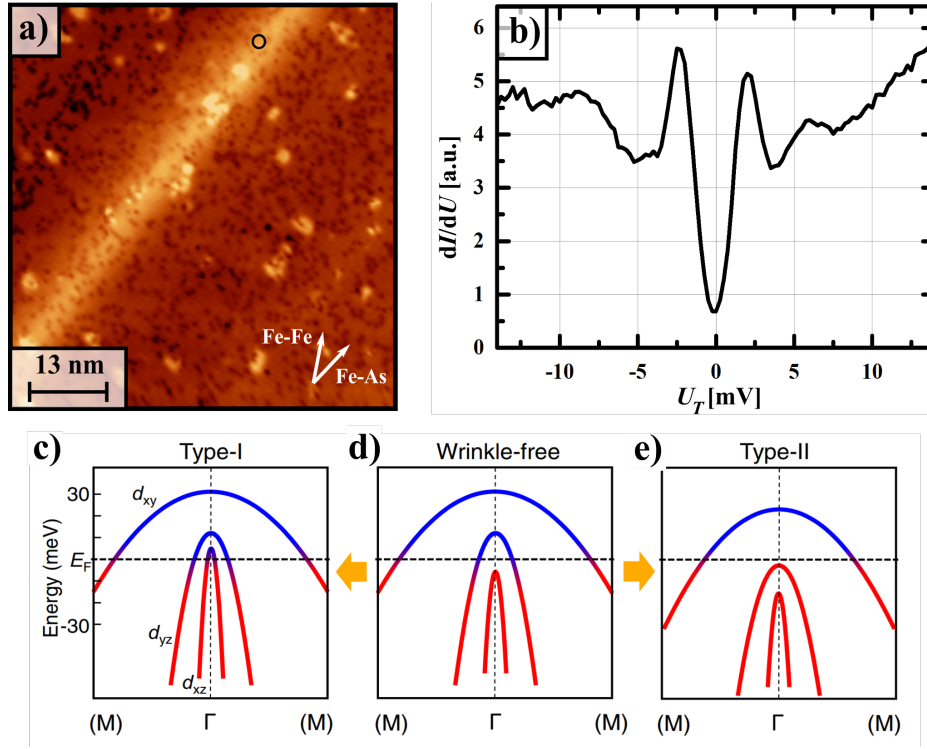 a)
Fe-Fe
Fe-As
13 nm
b)
dI/dU [a.u.]
6
5
4
3
2
1
0
-10
-5
0
5
10
U_T [mV]
c)
Type-I
d)
Wrinkle-free
e)
Type-II
Energy (meV)
30
E_F
-30
d_xy
d_yz
d_xz
(M)
Γ
(M)
(M)
Γ
(M)
(M)
Γ
(M)